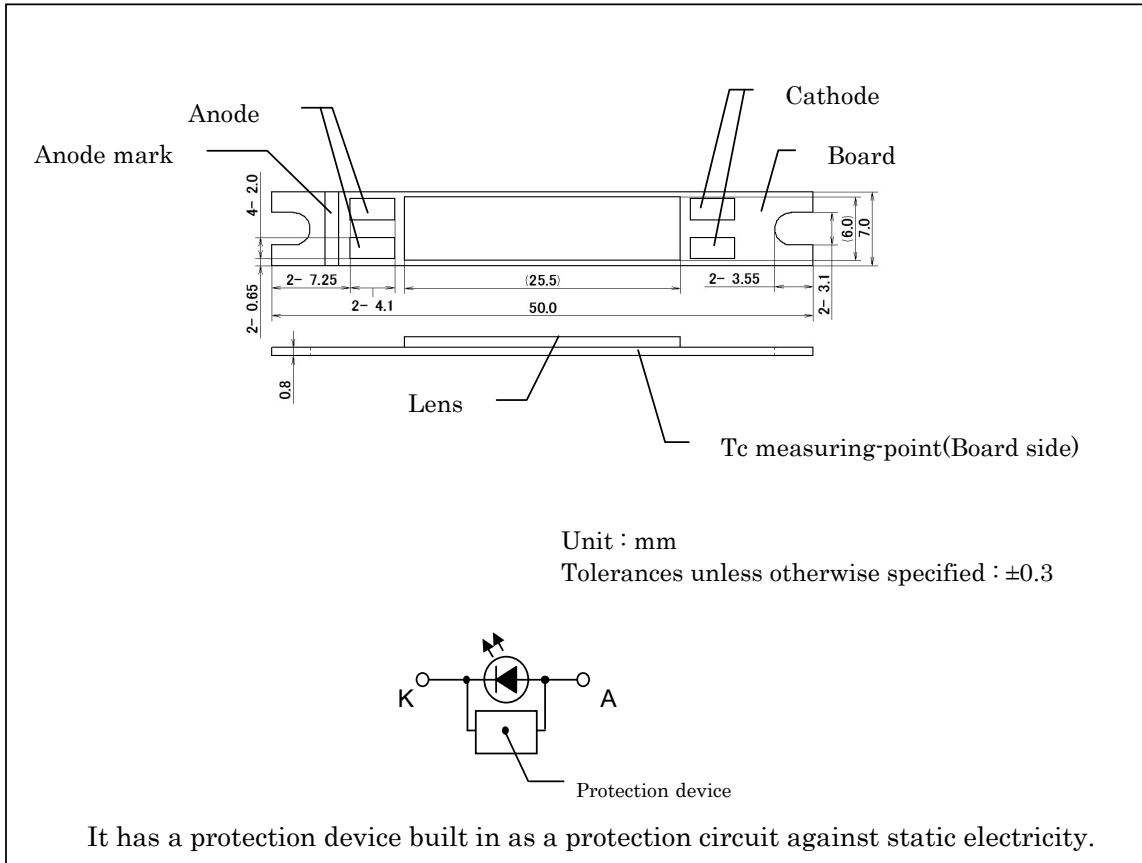 Anode
Cathode
Anode mark
Board
4- 2.0
(6.0)
7.0
2- 7.25
(25.5)
2- 3.55
2- 3.1
2- 0.65
2- 4.1
50.0
0.8
Lens
Tc measuring-point(Board side)
Unit : mm
Tolerances unless otherwise specified : ±0.3
K
A
Protection device
It has a protection device built in as a protection circuit against static electricity.